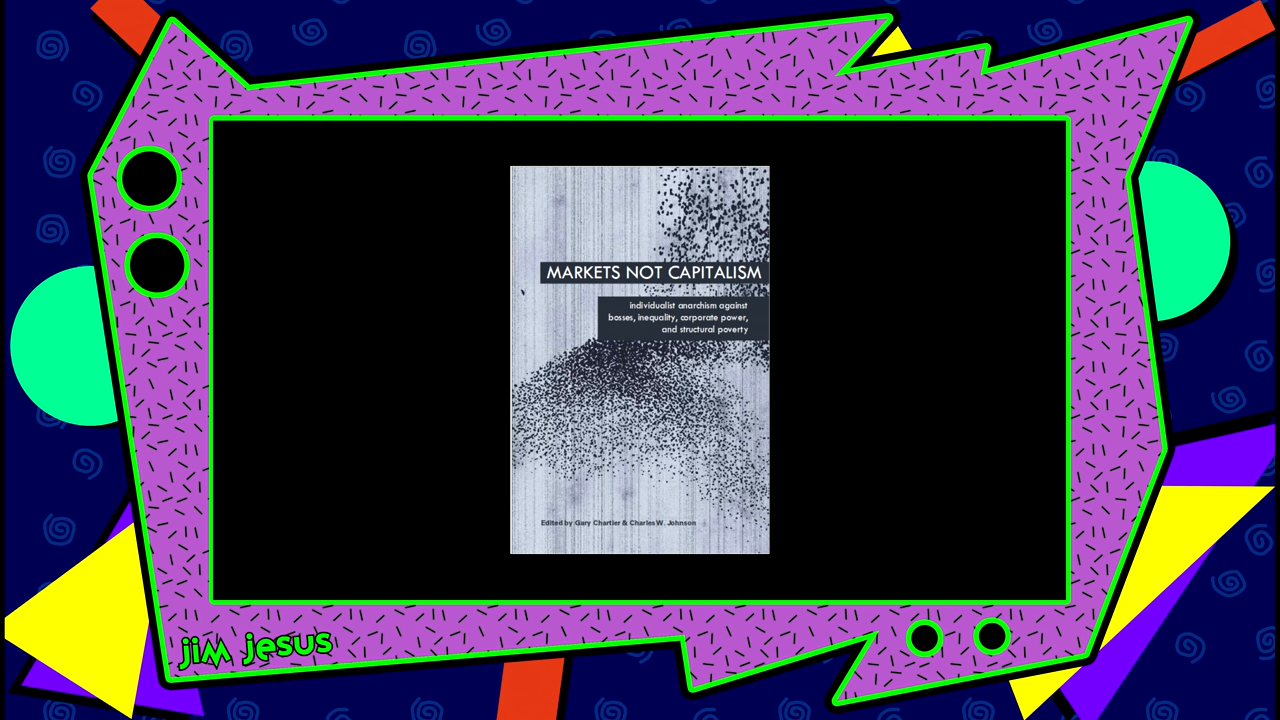 MARKETS NOT CAPITALISM
individualist anarchism against
bosses, inequality, corporate power,
and structural poverty
Edited by Gary Chartier & Charles W. Johnson
jim jesus